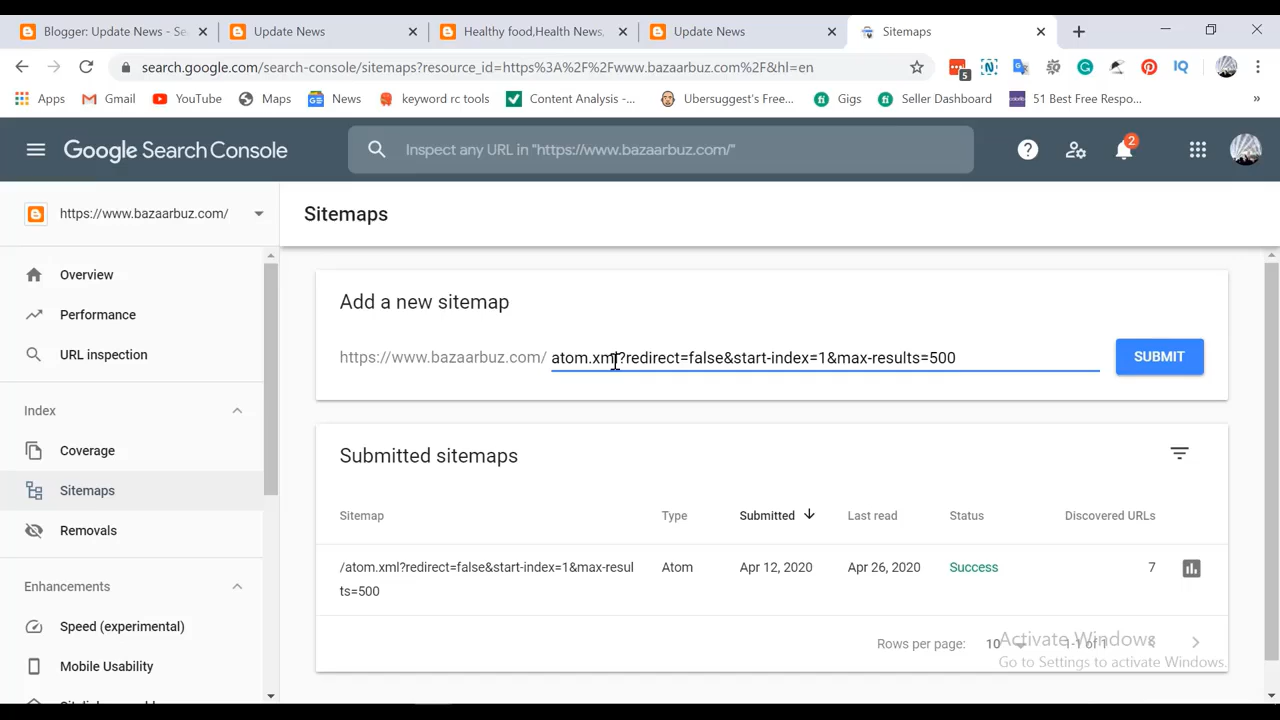 Blogger: Update News - Se
Update News
Healthy food,Health News,
Update News
Sitemaps
search.google.com/search-console/sitemaps?resource_id=https%3A%2F%2Fwww.bazaarbuz.com%2F&hl=en
5
IQ
Apps
Gmail
YouTube
Maps
News
keyword rc tools
Content Analysis -...
Ubersuggest's Free...
Gigs
Seller Dashboard
51 Best Free Respo...
»
Google Search Console
Inspect any URL in "https://www.bazaarbuz.com/"
2
https://www.bazaarbuz.com/
Sitemaps
Overview
Performance
URL inspection
Index
Coverage
Sitemaps
Removals
Enhancements
Speed (experimental)
Mobile Usability
Add a new sitemap
https://www.bazaarbuz.com/ atom.xml?redirect=false&start-index=1&max-results=500
SUBMIT
Submitted sitemaps
Sitemap Type Submitted Last read Status Discovered URLs
/atom.xml?redirect=false&start-index=1&max-resul Atom Apr 12, 2020 Apr 26, 2020 Success 7
ts=500
Rows per page: 10 1-1 of 1
Activate Windows
Go to Settings to activate Windows.